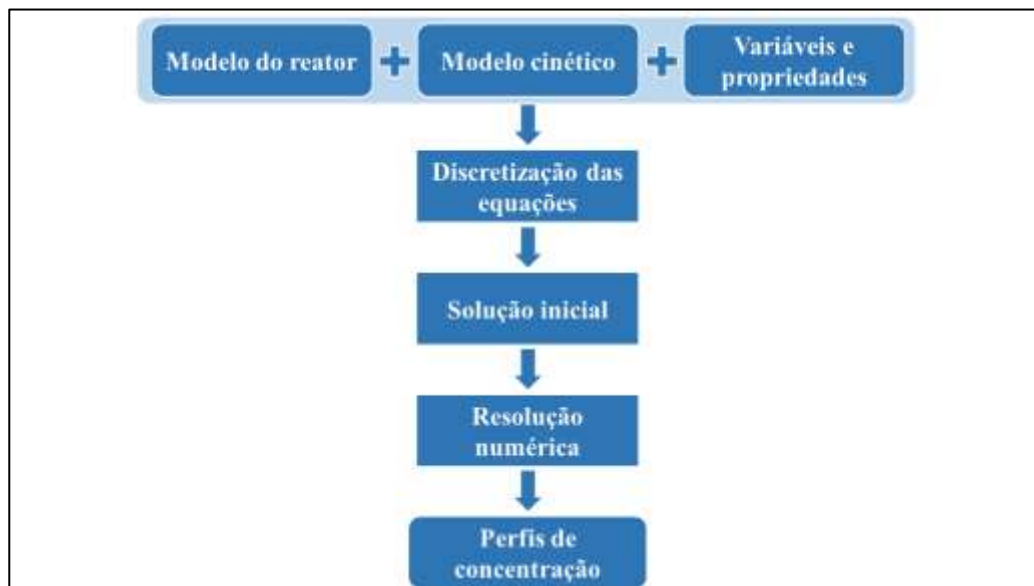 Modelo do reator + Modelo cinético + Variáveis e
propriedades
Discretização das
equações
Solução inicial
Resolução
numérica
Perfis de
concentração